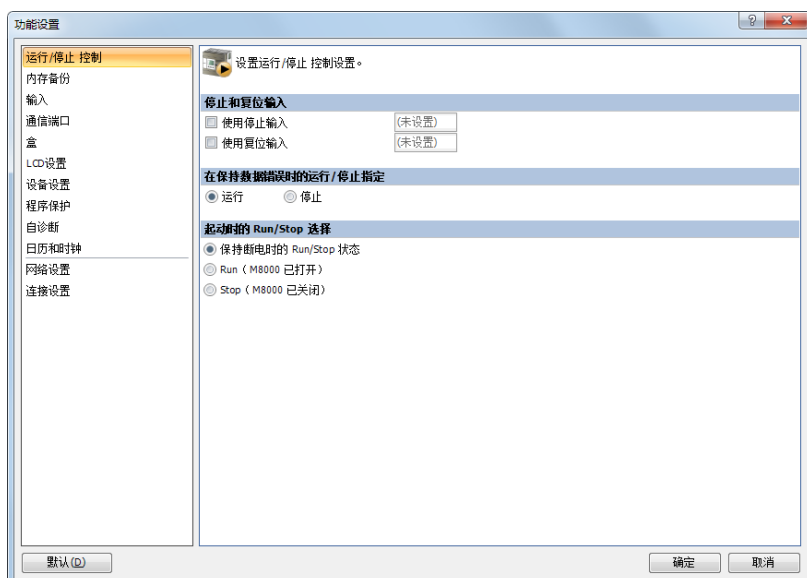 功能设置
运行/停止 控制
内存备份
输入
通信端口
盒
LCD设置
设备设置
程序保护
自诊断
日历和时钟
网络设置
连接设置
设置运行/停止 控制设置。
停止和复位输入
使用停止输入 (未设置)
使用复位输入 (未设置)
在保持数据错误时的运行/停止指定
运行 停止
起动时的 Run/Stop 选择
保持断电时的 Run/Stop 状态
Run（M8000 已打开）
Stop（M8000 已关闭）
默认(D) 确定 取消